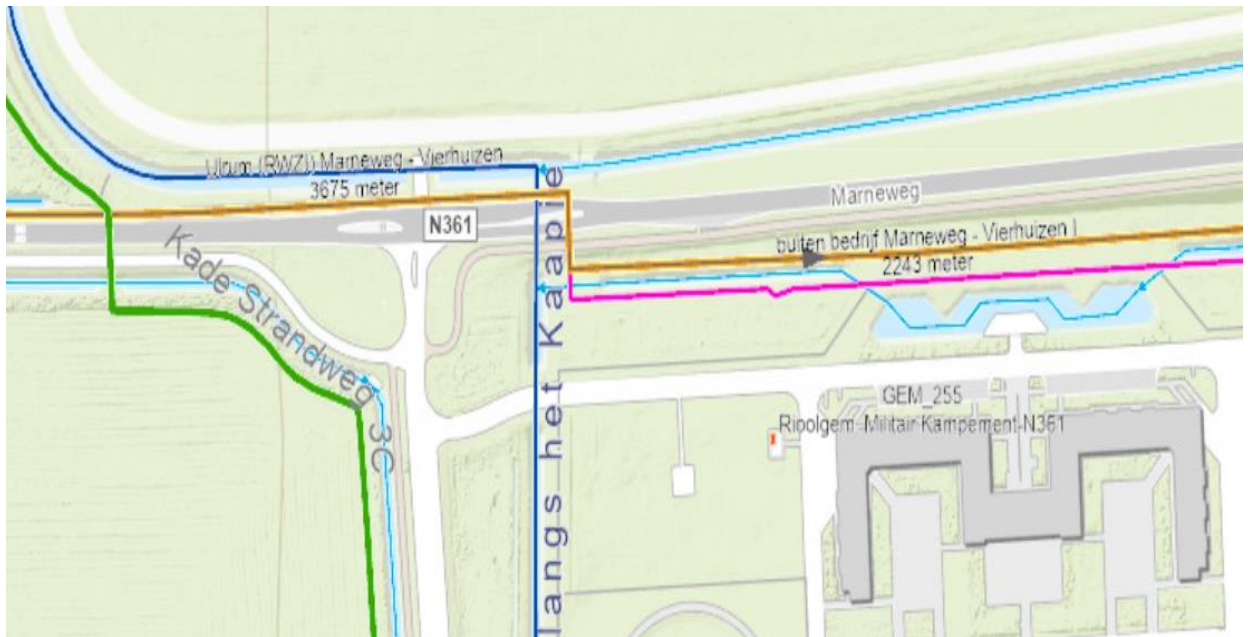 Ulrum (RWZI) Marneweg - Vierhuizen
3675 meter
Marneweg
N361
buiten bedrijf Marneweg - Vierhuizen I
2243 meter
Kade Strandweg 3C
langs het Kaalapie
GEM_255
Rioolgem. Militair Kampement-N361